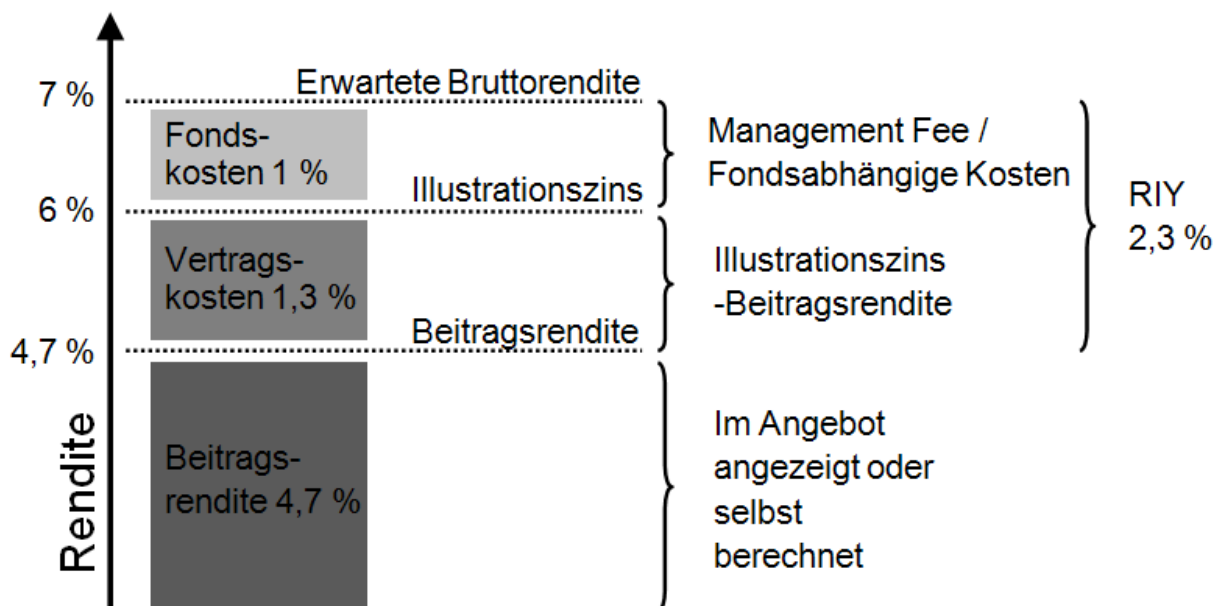 Erwartete Bruttorendite
7 %
Fonds-
kosten 1 %
Management Fee /
Fondsabhängige Kosten
Illustrationszins
6 %
RIY
2,3 %
Vertrags-
kosten 1,3 %
Illustrationszins
-Beitragsrendite
Beitragsrendite
4,7 %
Rendite
Beitrags-
rendite 4,7 %
Im Angebot
angezeigt oder
selbst
berechnet